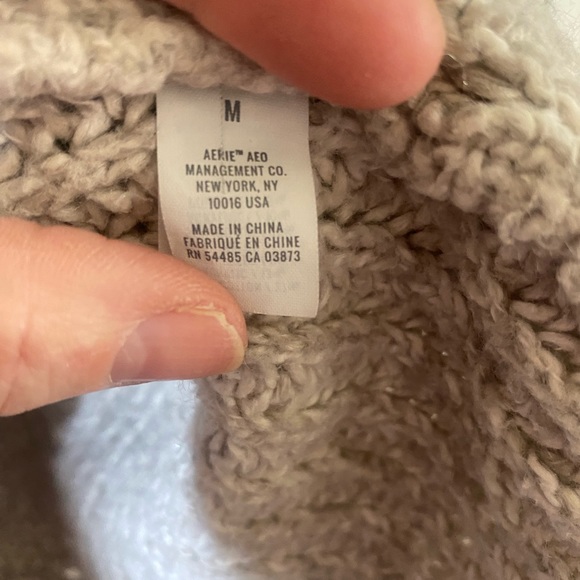 M
AERIE™ AEO
MANAGEMENT CO.
NEW YORK, NY
10016 USA
MADE IN CHINA
FABRIQUÉ EN CHINE
RN 54485 CA 03873